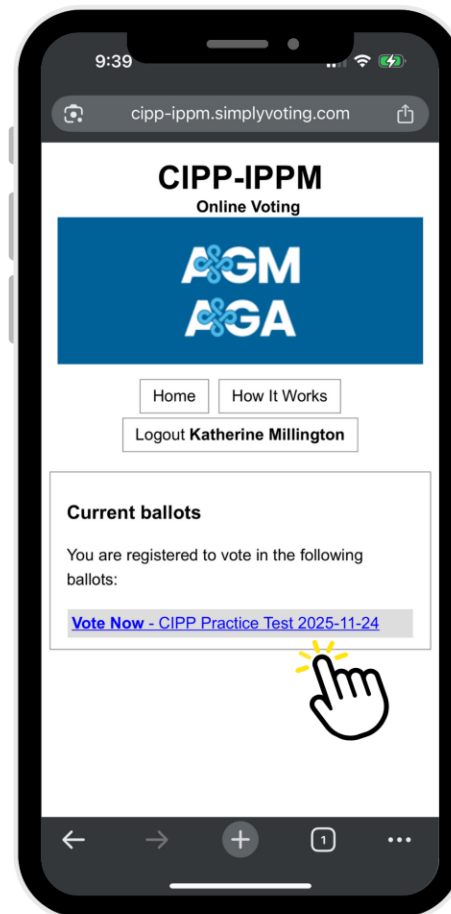 9:39
cipp-ippm.simplyvoting.com
CIPP-IPPM
Online Voting
AGM
AGA
Home How It Works
Logout Katherine Millington
Current ballots
You are registered to vote in the following
ballots:
Vote Now - CIPP Practice Test 2025-11-24
1